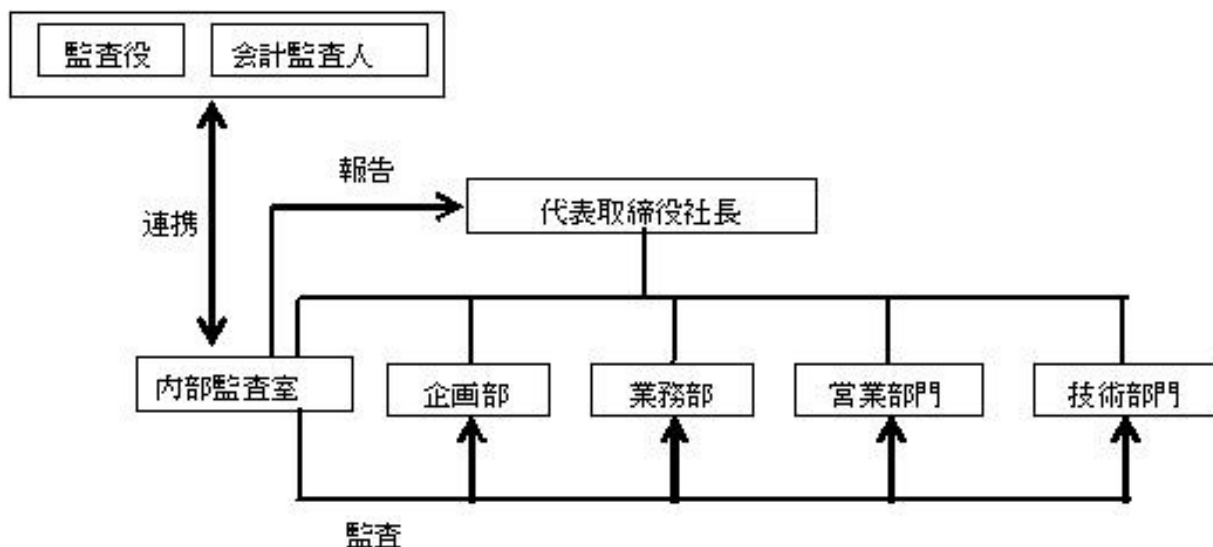 監査役 会計監査人
報告
代表取締役社長
連携
内部監査室 企画部 業務部 営業部門 技術部門
監査